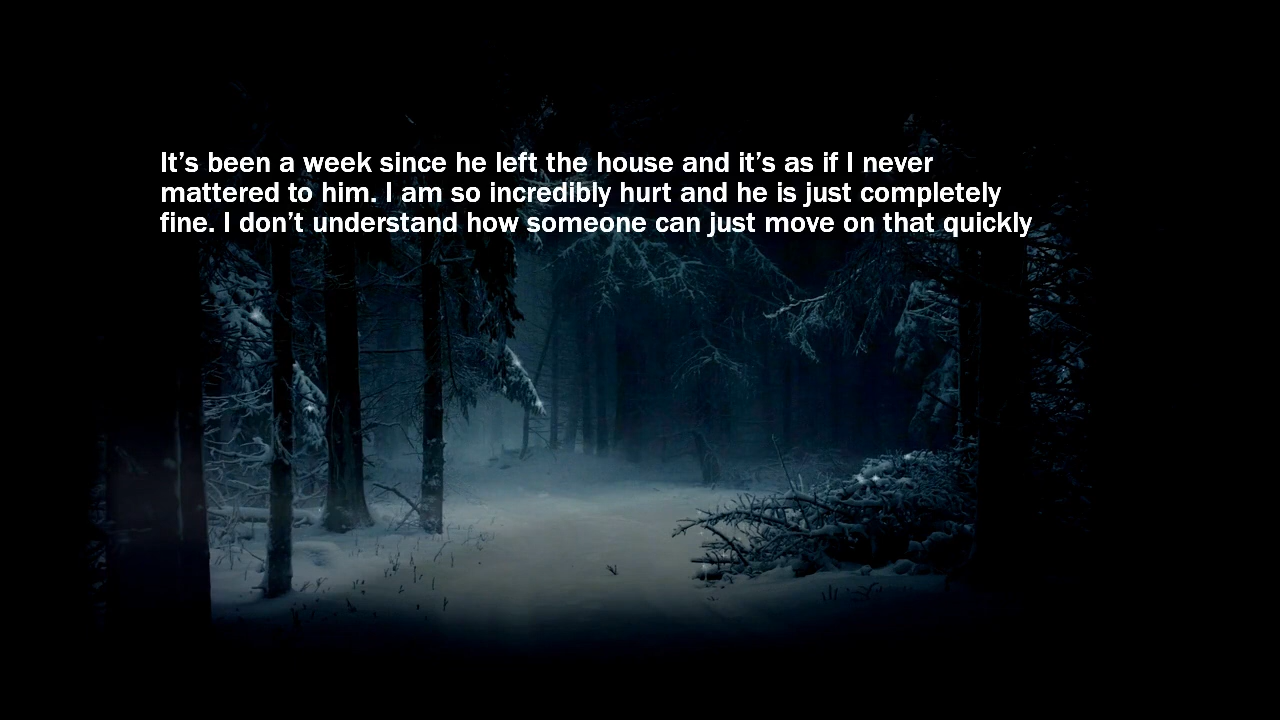 It’s been a week since he left the house and it’s as if I never
mattered to him. I am so incredibly hurt and he is just completely
fine. I don’t understand how someone can just move on that quickly